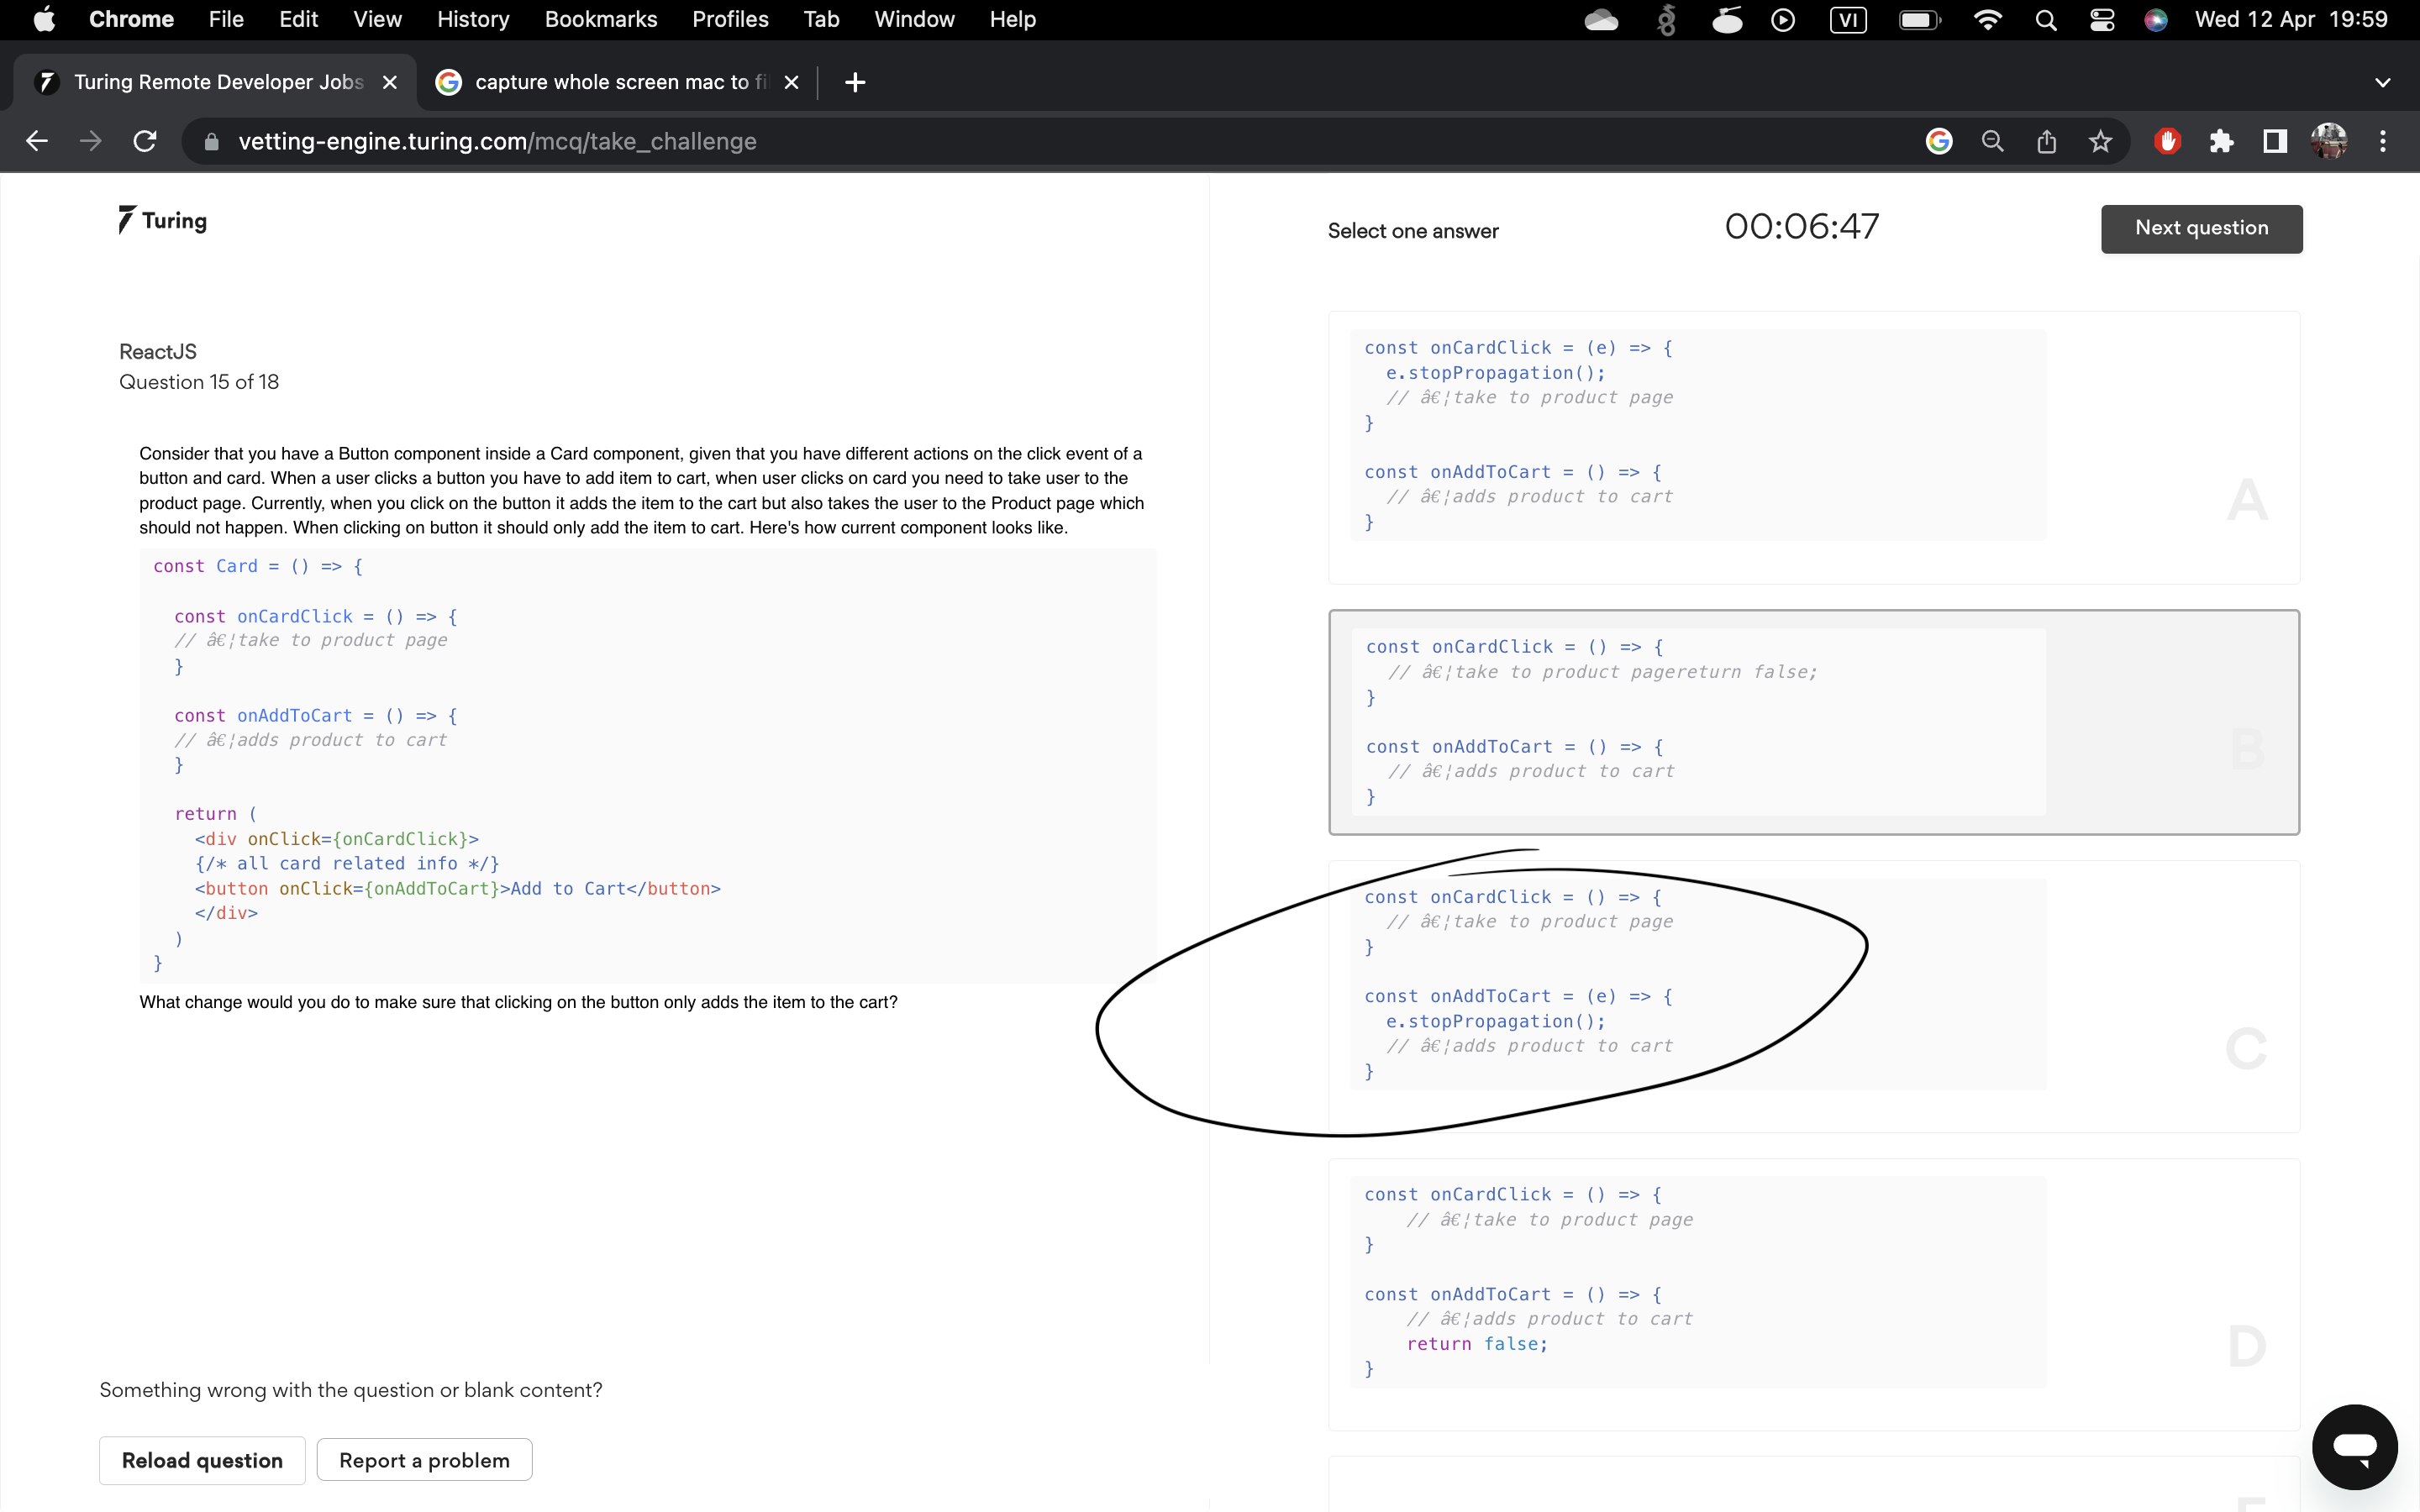 Chrome File Edit View History Bookmarks Profiles Tab Window Help VI Wed 12 Apr 19:59
Turing Remote Developer Jobs
capture whole screen mac to fi
vetting-engine.turing.com/mcq/take_challenge
Turing
ReactJS
Question 15 of 18
Consider that you have a Button component inside a Card component, given that you have different actions on the click event of a
button and card. When a user clicks a button you have to add item to cart, when user clicks on card you need to take user to the
product page. Currently, when you click on the button it adds the item to the cart but also takes the user to the Product page which
should not happen. When clicking on button it should only add the item to cart. Here's how current component looks like.
const Card = () => {
const onCardClick = () => {
// â€¦take to product page
}
const onAddToCart = () => {
// â€¦adds product to cart
}
return (
<div onClick={onCardClick}>
{/* all card related info */}
<button onClick={onAddToCart}>Add to Cart</button>
</div>
)
}
What change would you do to make sure that clicking on the button only adds the item to the cart?
Something wrong with the question or blank content?
Reload question
Report a problem
Select one answer
00:06:47
Next question
const onCardClick = (e) => {
e.stopPropagation();
// â€¦take to product page
}
const onAddToCart = () => {
// â€¦adds product to cart
}
A
const onCardClick = () => {
// â€¦take to product pagereturn false;
}
const onAddToCart = () => {
// â€¦adds product to cart
}
B
const onCardClick = () => {
// â€¦take to product page
}
const onAddToCart = (e) => {
e.stopPropagation();
// â€¦adds product to cart
}
C
const onCardClick = () => {
// â€¦take to product page
}
const onAddToCart = () => {
// â€¦adds product to cart
return false;
}
D